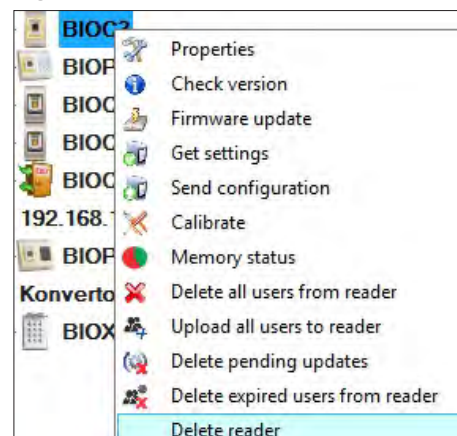 BIOC3
Properties
BIOP
Check version
BIOC
Firmware update
BIOC
Get settings
BIOC
Send configuration
192.168.
Calibrate
BIOP
Memory status
Konverto
Delete all users from reader
BIOX
Upload all users to reader
Delete pending updates
Delete expired users from reader
Delete reader